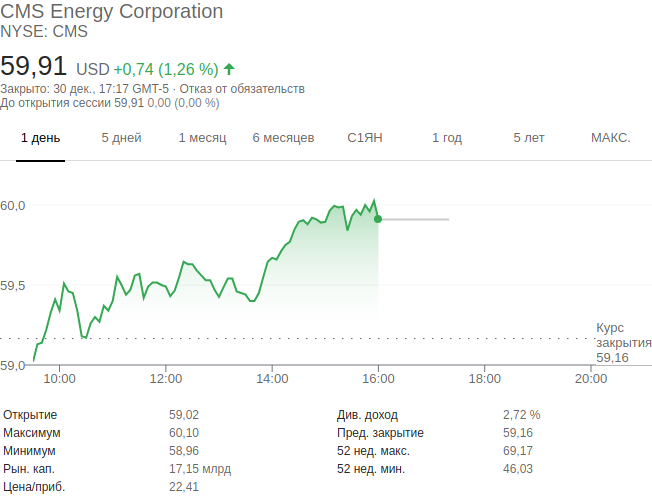 CMS Energy Corporation
NYSE: CMS
59,91 USD +0,74 (1,26 %)
Закрыто: 30 дек., 17:17 GMT-5 · Отказ от обязательств
До открытия сессии 59,91 0,00 (0,00 %)
1 день 5 дней 1 месяц 6 месяцев С1ЯН 1 год 5 лет МАКС.
60,0
59,5
Курс
закрытия
59,16
59,0
10:00 12:00 14:00 16:00 18:00 20:00
Открытие 59,02 Див. доход 2,72 %
Максимум 60,10 Пред. закрытие 59,16
Минимум 58,96 52 нед. макс. 69,17
Рын. кап. 17,15 млрд 52 нед. мин. 46,03
Цена/приб. 22,41